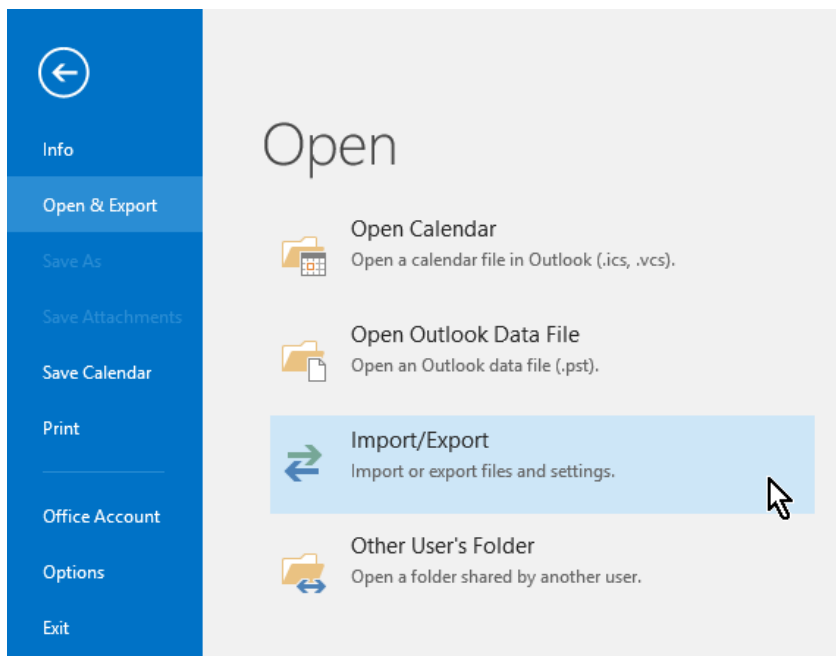 Info
Open & Export
Save As
Save Attachments
Save Calendar
Print
Office Account
Options
Exit
Open
Open Calendar
Open a calendar file in Outlook (.ics, .vcs).
Open Outlook Data File
Open an Outlook data file (.pst).
Import/Export
Import or export files and settings.
Other User's Folder
Open a folder shared by another user.